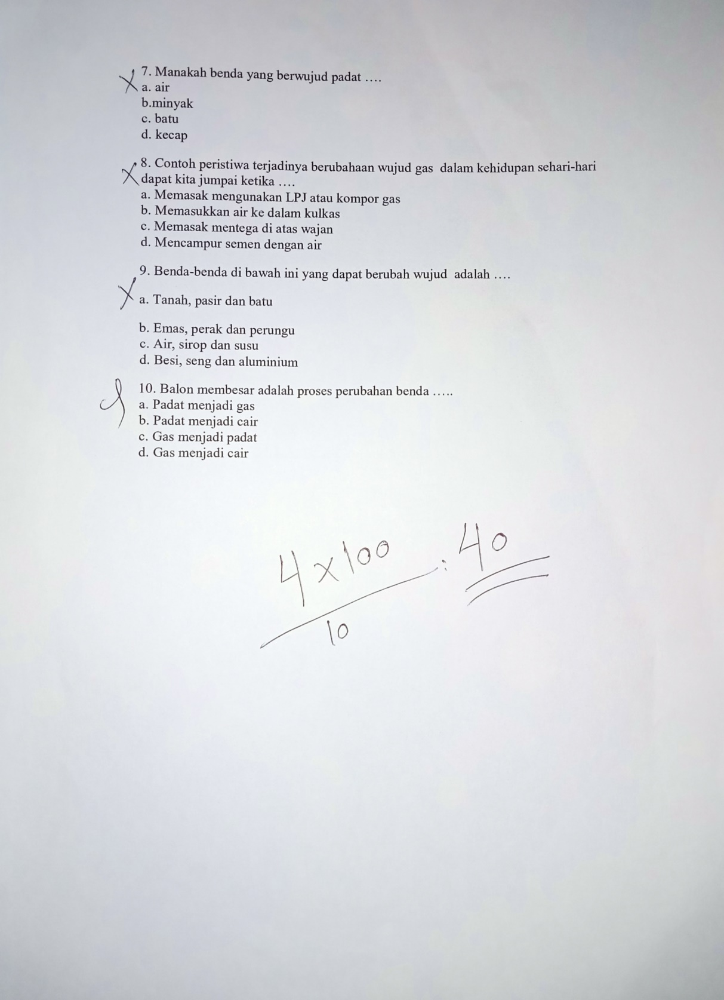 7. Manakah benda yang berwujud padat ….
a. air
b.minyak
c. batu
d. kecap
8. Contoh peristiwa terjadinya berubahaan wujud gas dalam kehidupan sehari-hari
dapat kita jumpai ketika ….
a. Memasak mengunakan LPJ atau kompor gas
b. Memasukkan air ke dalam kulkas
c. Memasak mentega di atas wajan
d. Mencampur semen dengan air
9. Benda-benda di bawah ini yang dapat berubah wujud adalah ….
a. Tanah, pasir dan batu
b. Emas, perak dan perungu
c. Air, sirop dan susu
d. Besi, seng dan aluminium
10. Balon membesar adalah proses perubahan benda …..
a. Padat menjadi gas
b. Padat menjadi cair
c. Gas menjadi padat
d. Gas menjadi cair
4 x 100 : 40
10